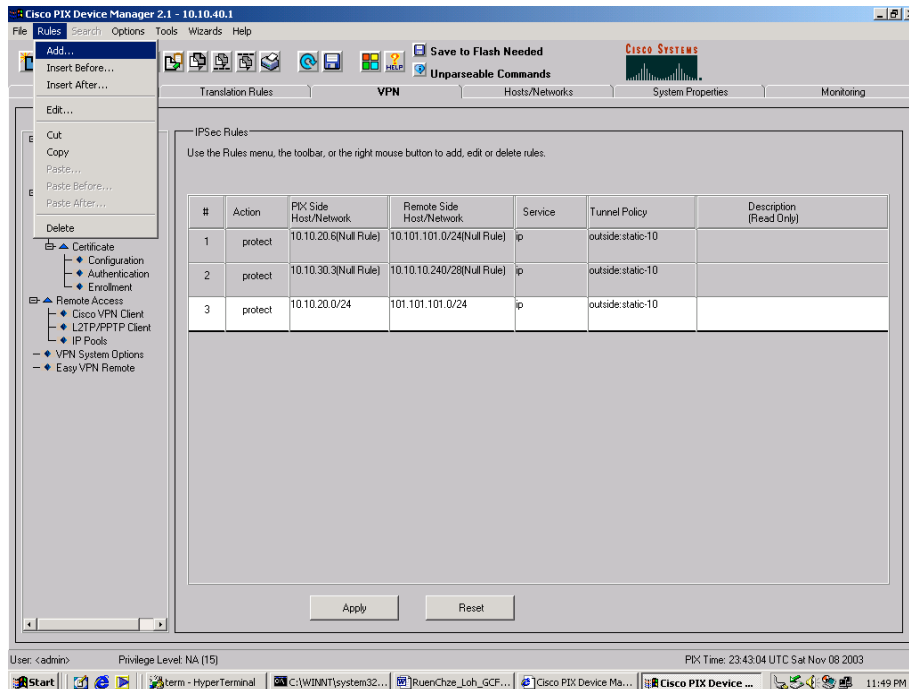 Cisco PIX Device Manager 2.1 - 10.10.40.1
File Rules Search Options Tools Wizards Help
Add...
Insert Before...
Insert After...
Edit...
Cut
Copy
Paste...
Paste Before...
Paste After...
Delete
HELP
Save to Flash Needed
Unparseable Commands
CISCO SYSTEMS
Translation Rules VPN Hosts/Networks System Properties Monitoring
Certificate
Configuration
Authentication
Enrollment
Remote Access
Cisco VPN Client
L2TP/PPTP Client
IP Pools
VPN System Options
Easy VPN Remote
IPSec Rules
Use the Rules menu, the toolbar, or the right mouse button to add, edit or delete rules.
# Action PIX Side Host/Network Remote Side Host/Network Service Tunnel Policy Description (Read Only)
1 protect 10.10.20.6(Null Rule) 10.101.101.0/24(Null Rule) ip outside:static-10
2 protect 10.10.30.3(Null Rule) 10.10.10.240/28(Null Rule) ip outside:static-10
3 protect 10.10.20.0/24 101.101.101.0/24 ip outside:static-10
Apply Reset
User: <admin> Privilege Level: NA (15) PIX Time: 23:43:04 UTC Sat Nov 08 2003
Start term - HyperTerminal C:\WINNT\system32... RuenChze_Loh_GCF... Cisco PIX Device Ma... Cisco PIX Device ... 11:49 PM